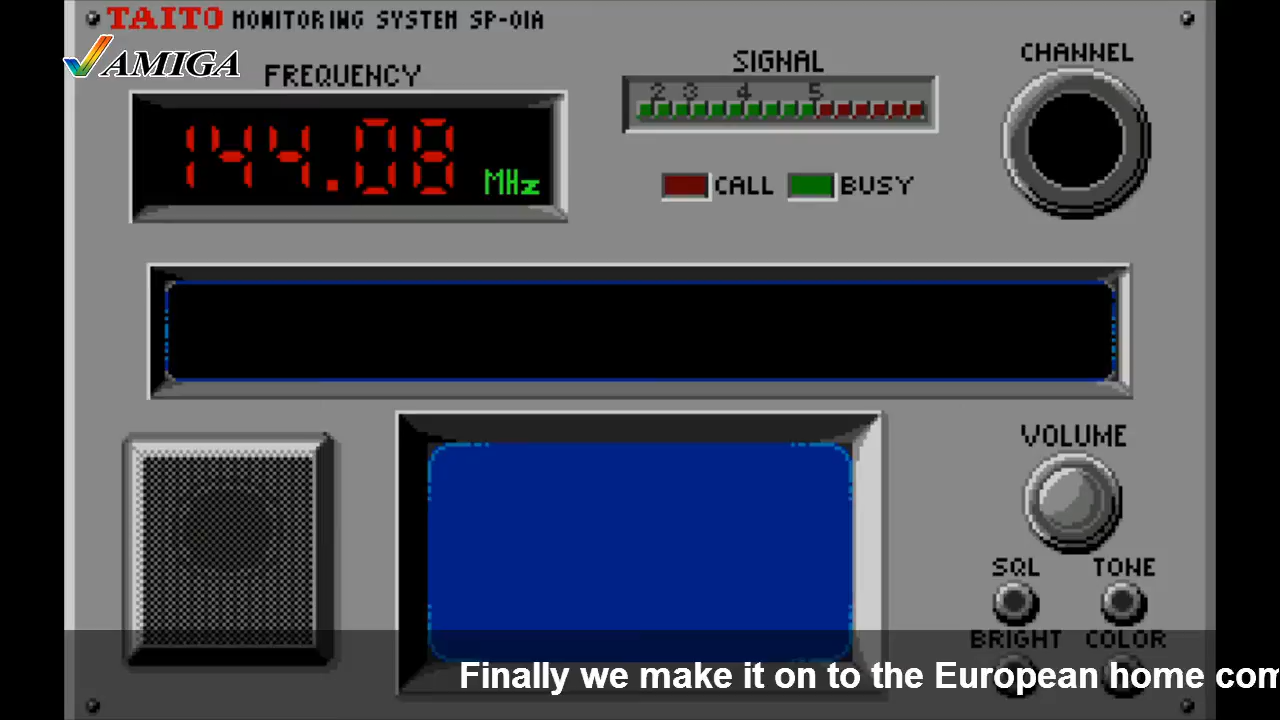 TAITO MONITORING SYSTEM SP-01A
AMIGA
FREQUENCY
SIGNAL
CHANNEL
2 3 4 5
144.08 MHz
CALL BUSY
VOLUME
SQL TONE
BRIGHT COLOR
Finally we make it on to the European home com